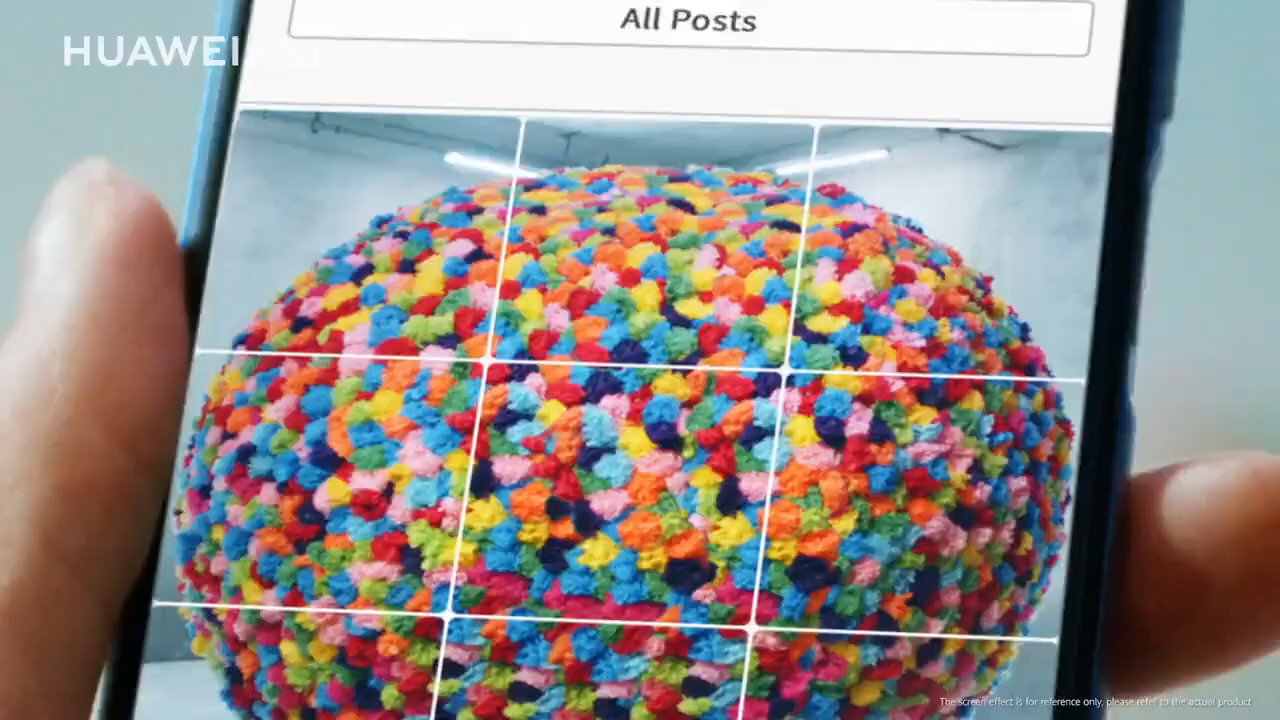 All Posts
HUAWEI
The screen effect is for reference only, please refer to the actual product